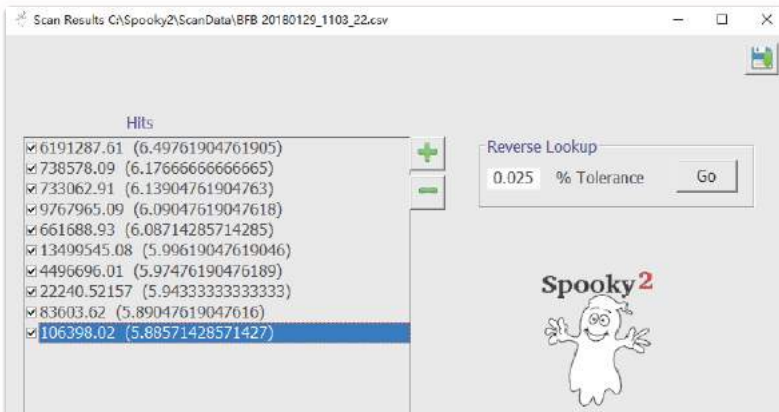 Scan Results C:\Spooky2\ScanData\BFB 20180129_1103_22.csv
Hits
6191287.61 (6.49761904761905)
738578.09 (6.17666666666665)
733062.91 (6.13904761904763)
9767965.09 (6.09047619047618)
661688.93 (6.08714285714285)
13499545.08 (5.99619047619046)
4496696.01 (5.97476190476189)
22240.52157 (5.94333333333333)
83603.62 (5.89047619047616)
106398.02 (5.88571428571427)
Reverse Lookup
0.025 % Tolerance Go
Spooky2